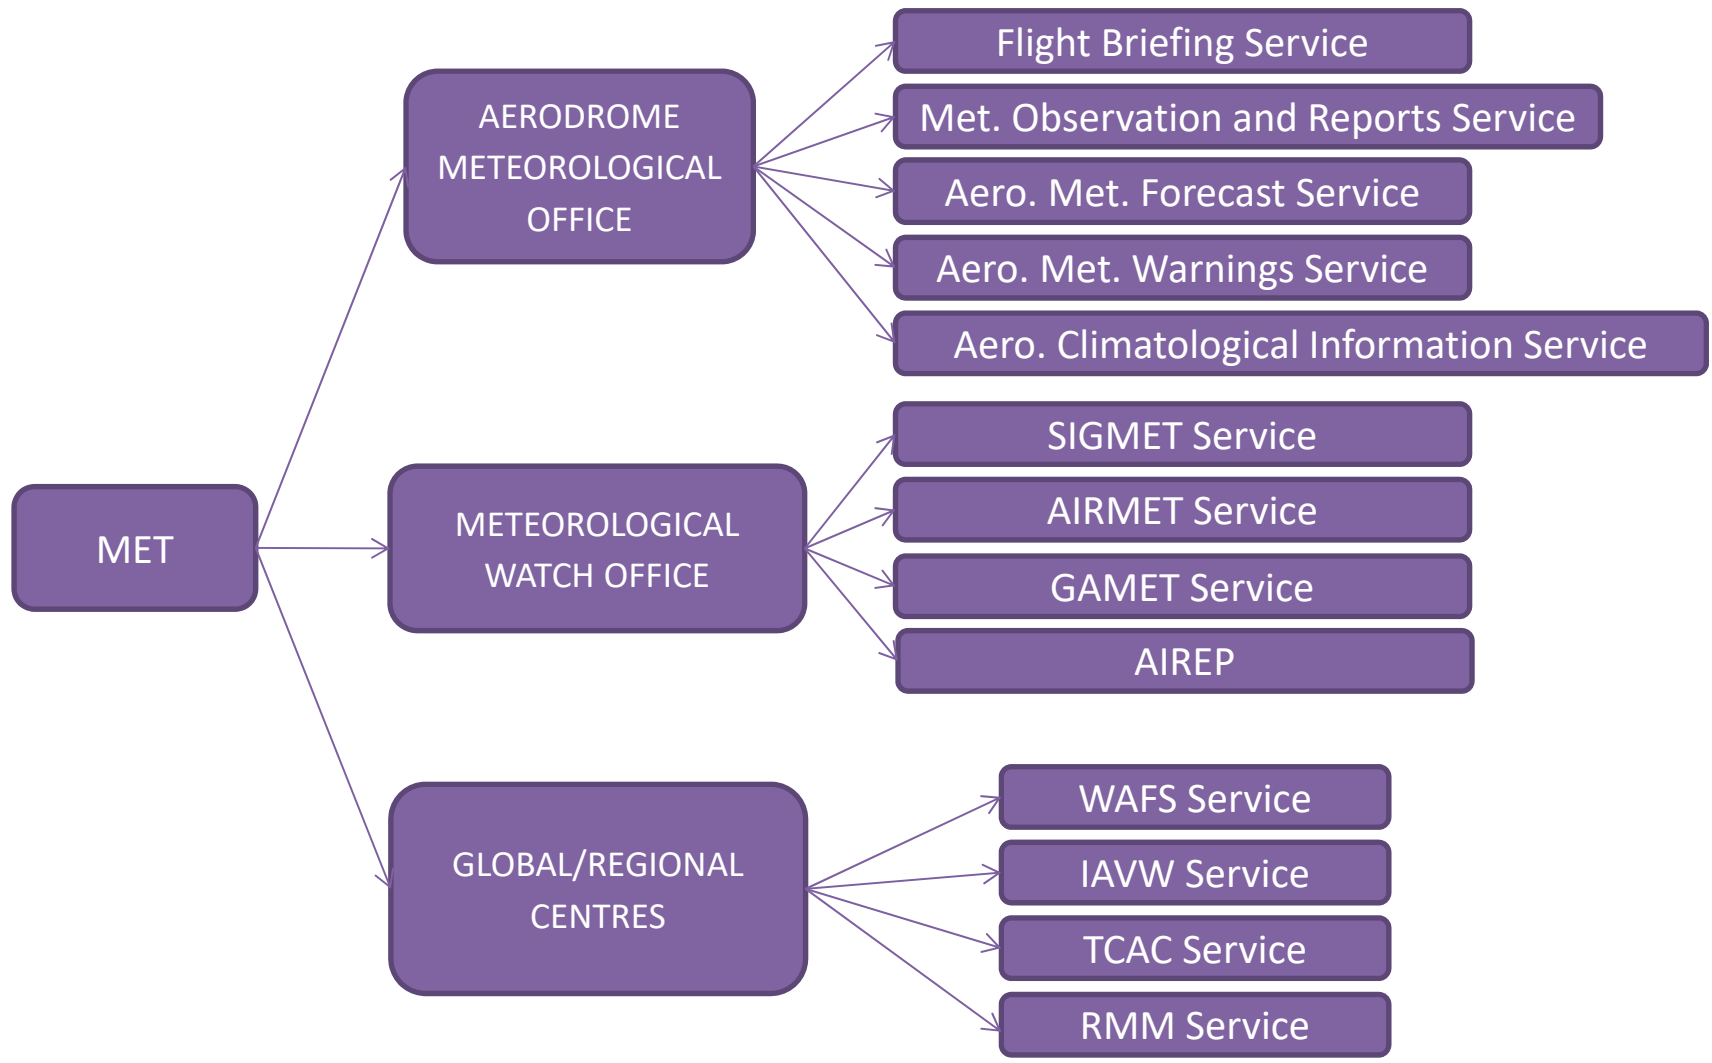 MET
AERODROME
METEOROLOGICAL
OFFICE
Flight Briefing Service
Met. Observation and Reports Service
Aero. Met. Forecast Service
Aero. Met. Warnings Service
Aero. Climatological Information Service
METEOROLOGICAL
WATCH OFFICE
SIGMET Service
AIRMET Service
GAMET Service
AIREP
GLOBAL/REGIONAL
CENTRES
WAFS Service
IAVW Service
TCAC Service
RMM Service